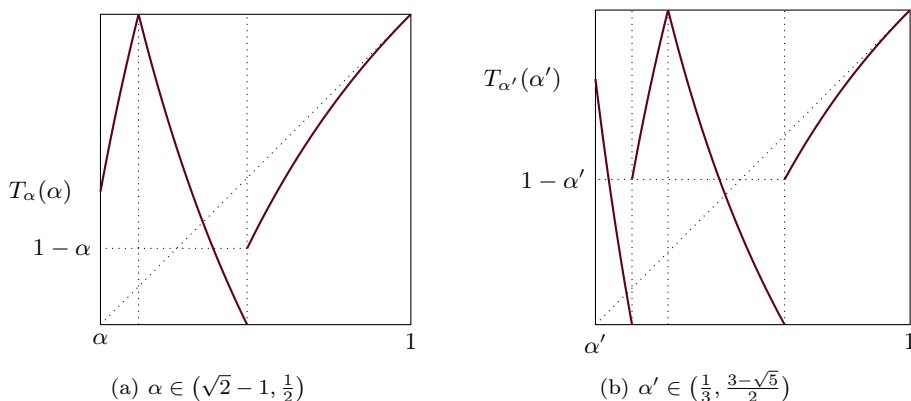 T_α(α)
1 − α
α
1
(a) α ∈ (√2 − 1, 1/2)
T_α′(α′)
1 − α′
α′
1
(b) α′ ∈ (1/3, (3−√5)/2)